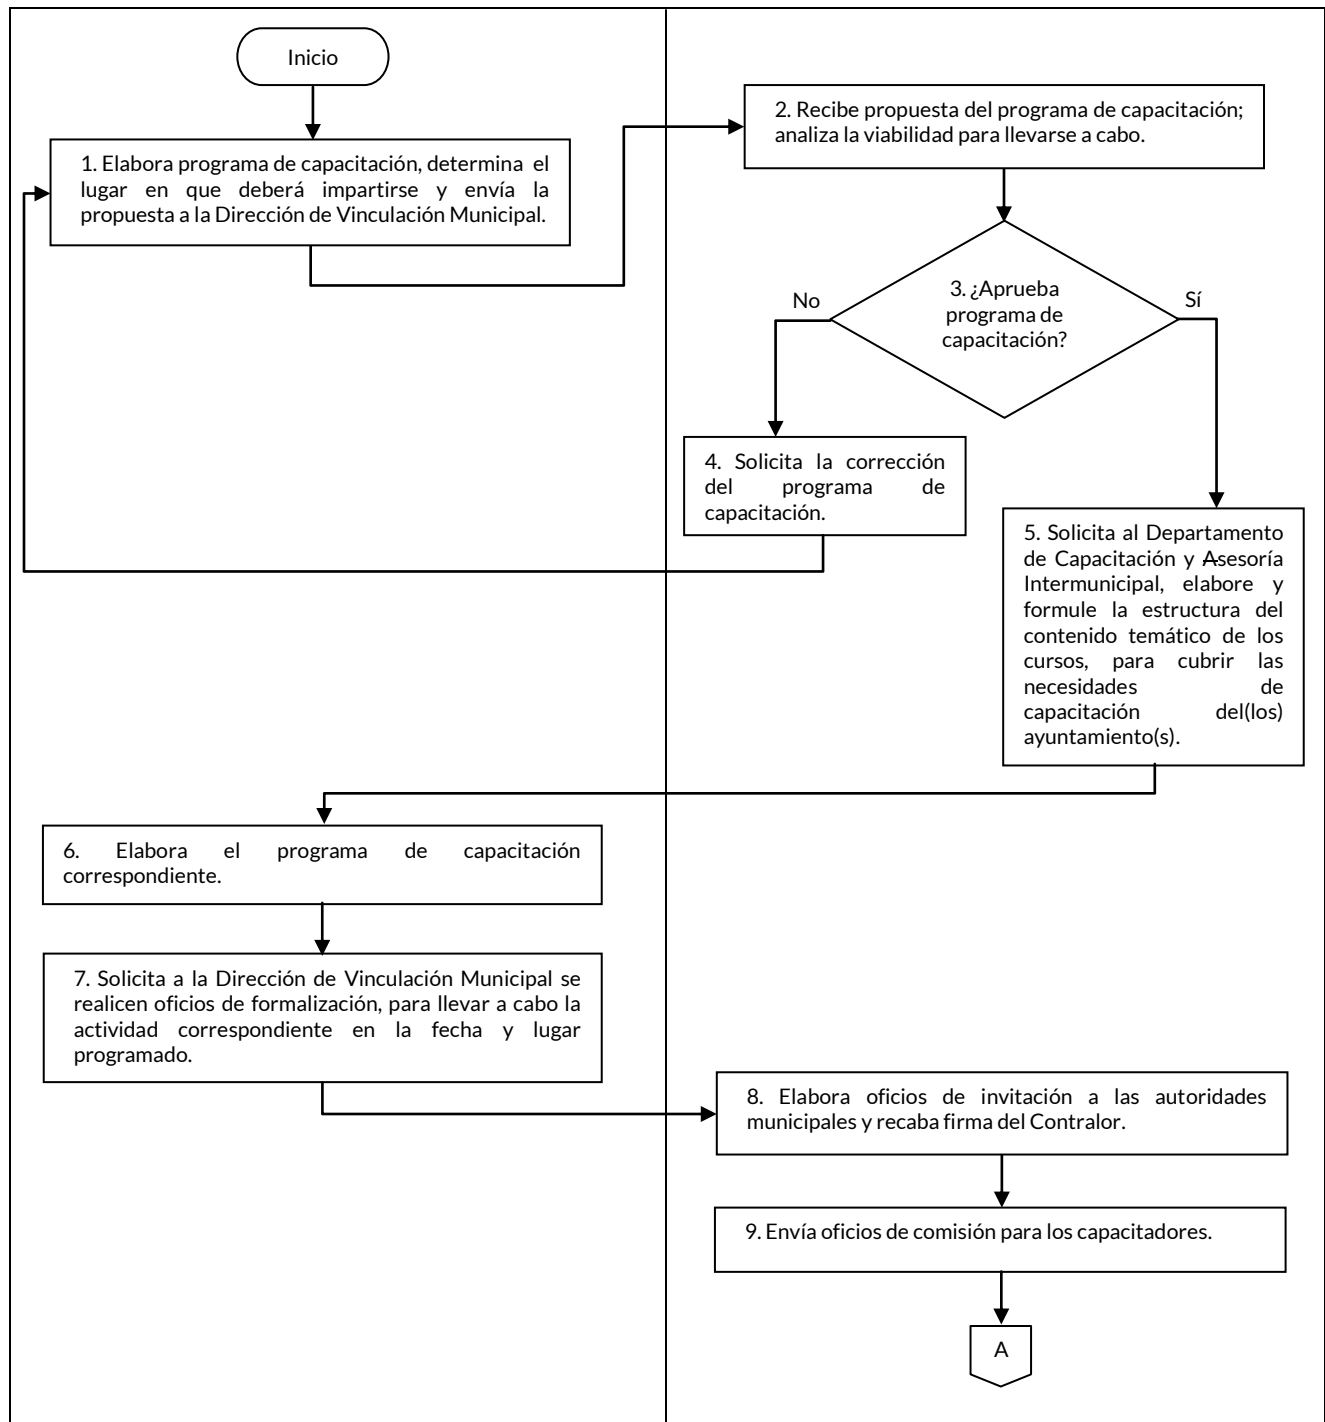 Inicio
1. Elabora programa de capacitación, determina el
lugar en que deberá impartirse y envía la
propuesta a la Dirección de Vinculación Municipal.
2. Recibe propuesta del programa de capacitación;
analiza la viabilidad para llevarse a cabo.
3. ¿Aprueba
programa de
capacitación?
No
Sí
4. Solicita la corrección
del programa de
capacitación.
5. Solicita al Departamento
de Capacitación y Asesoría
Intermunicipal, elabore y
formule la estructura del
contenido temático de los
cursos, para cubrir las
necesidades de
capacitación del(los)
ayuntamiento(s).
6. Elabora el programa de capacitación
correspondiente.
7. Solicita a la Dirección de Vinculación Municipal se
realicen oficios de formalización, para llevar a cabo la
actividad correspondiente en la fecha y lugar
programado.
8. Elabora oficios de invitación a las autoridades
municipales y recaba firma del Contralor.
9. Envía oficios de comisión para los capacitadores.
A